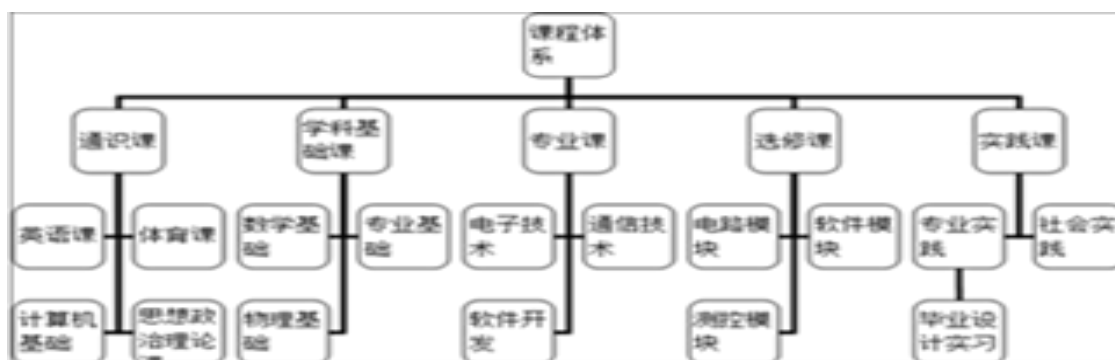 课程体
系
通识课
学科基
础课
专业课
选修课
实践课
英语课
体育课
数学基
础
专业基
础
电子技
术
通信技
术
电路模
块
软件模
块
专业实
践
社会实
践
计算机
基础
思想政
治理论
课
物理基
础
软件开
发
测控模
块
毕业设
计实习